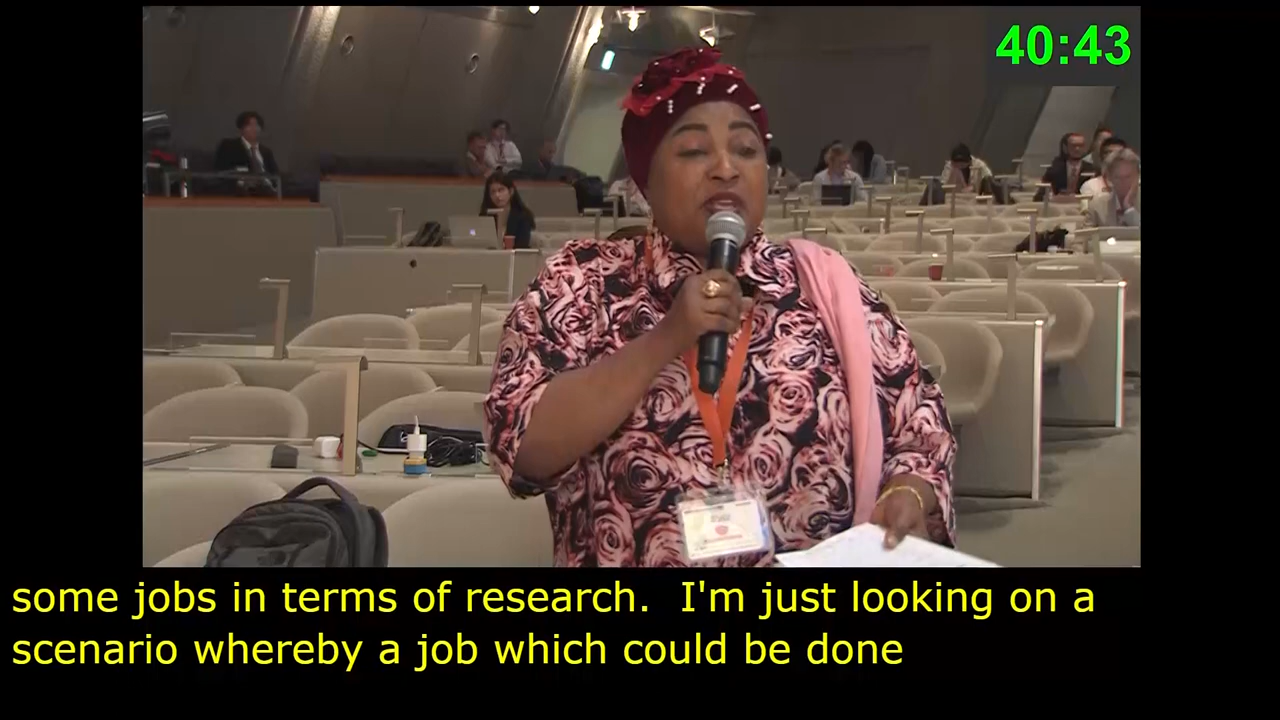 40:43
some jobs in terms of research.  I'm just looking on a
scenario whereby a job which could be done